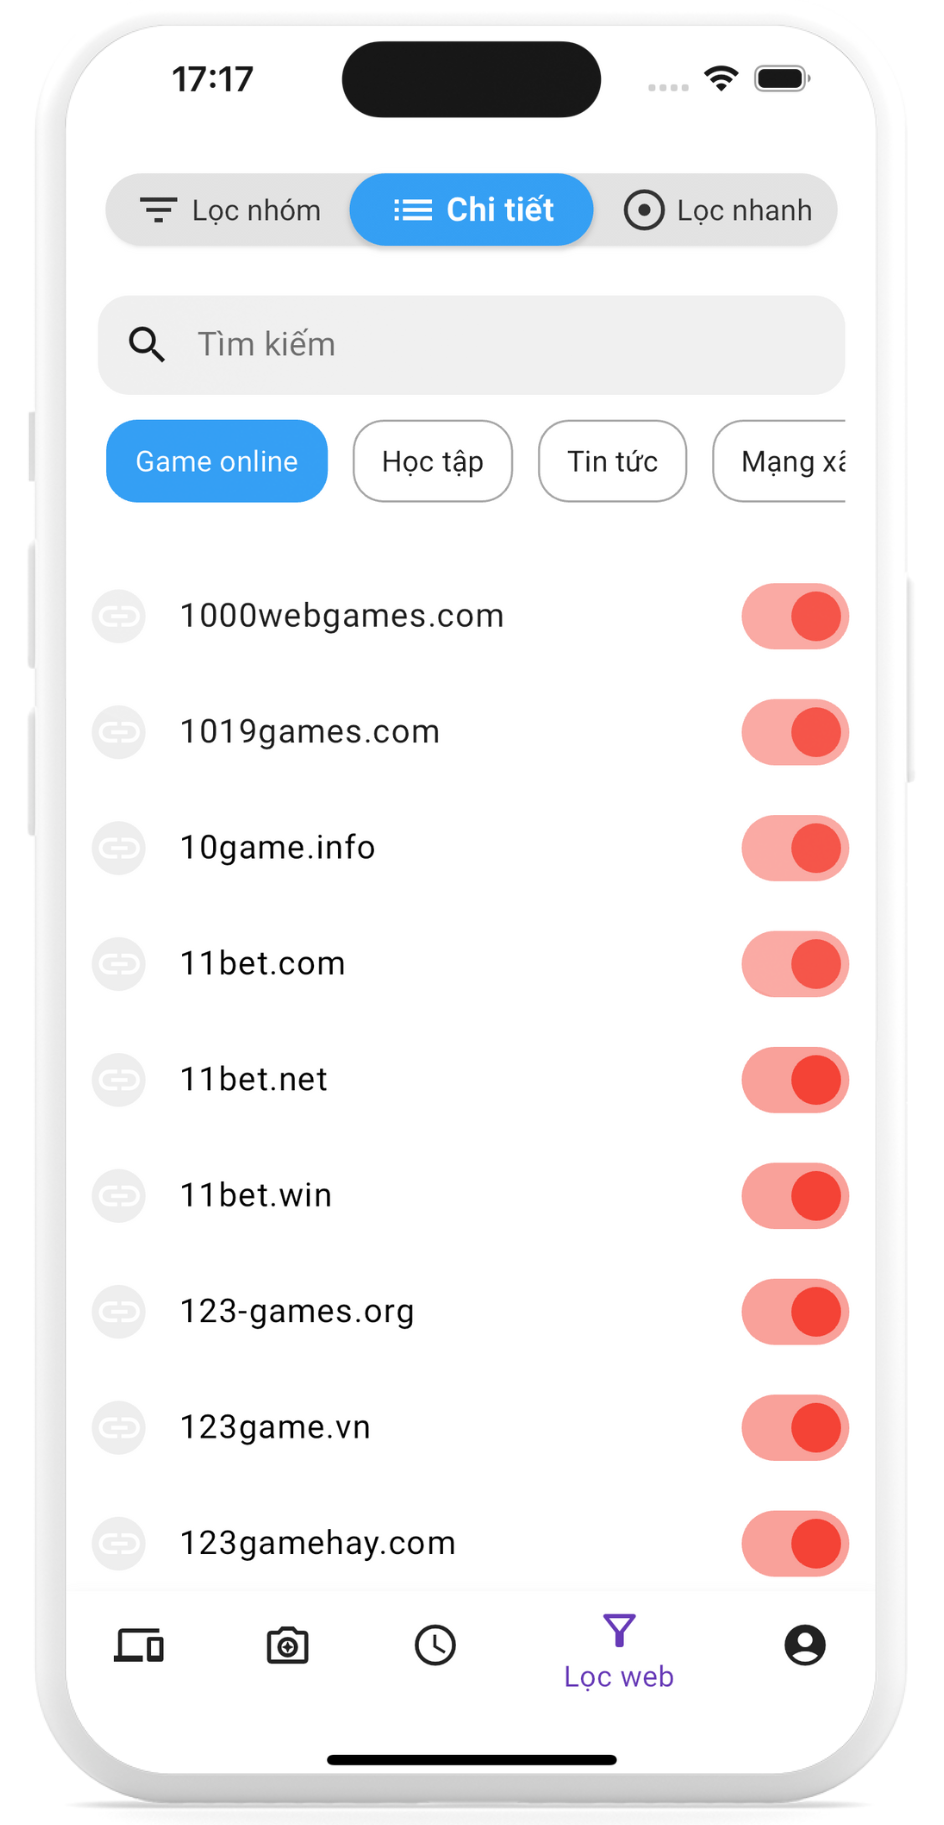 17:17
Lọc nhóm Chi tiết Lọc nhanh
Tìm kiếm
Game online Học tập Tin tức Mạng xã
1000webgames.com
1019games.com
10game.info
11bet.com
11bet.net
11bet.win
123-games.org
123game.vn
123gamehay.com
Lọc web